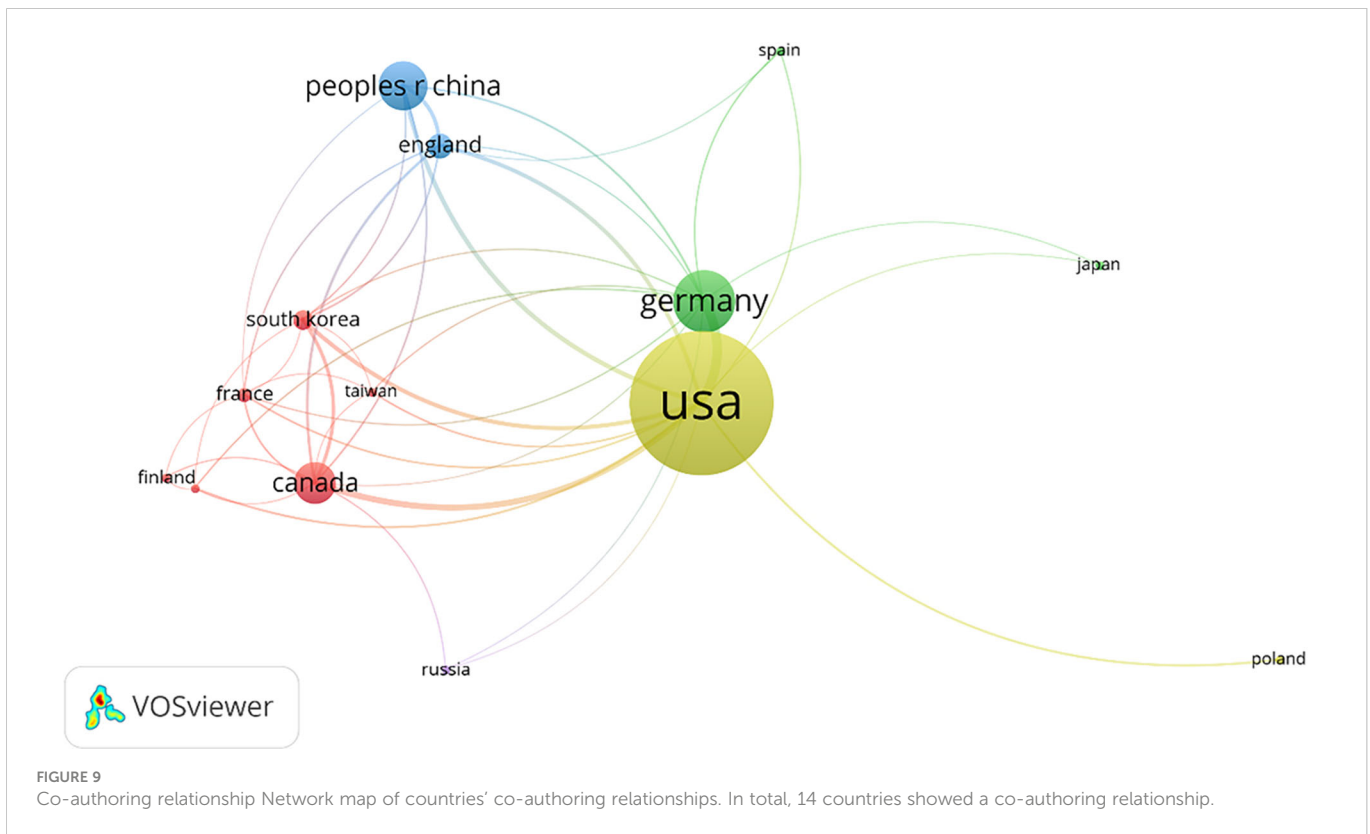 spain
peoples r china
england
japan
germany
south korea
france
taiwan
usa
finland
canada
russia
poland
VOSviewer
FIGURE 9
Co-authoring relationship Network map of countries’ co-authoring relationships. In total, 14 countries showed a co-authoring relationship.